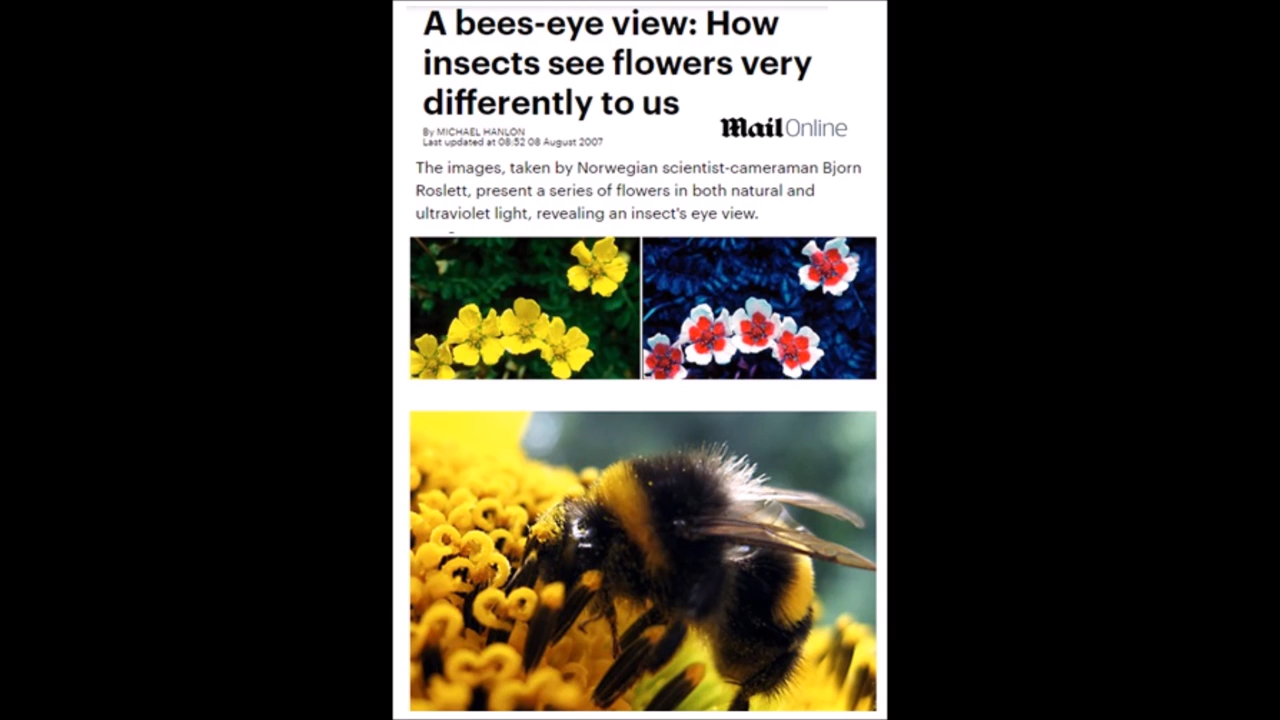 A bees-eye view: How
insects see flowers very
differently to us
By MICHAEL HANLON
Last updated at 08:52 08 August 2007
Mail Online
The images, taken by Norwegian scientist-cameraman Bjorn
Roslett, present a series of flowers in both natural and
ultraviolet light, revealing an insect's eye view.